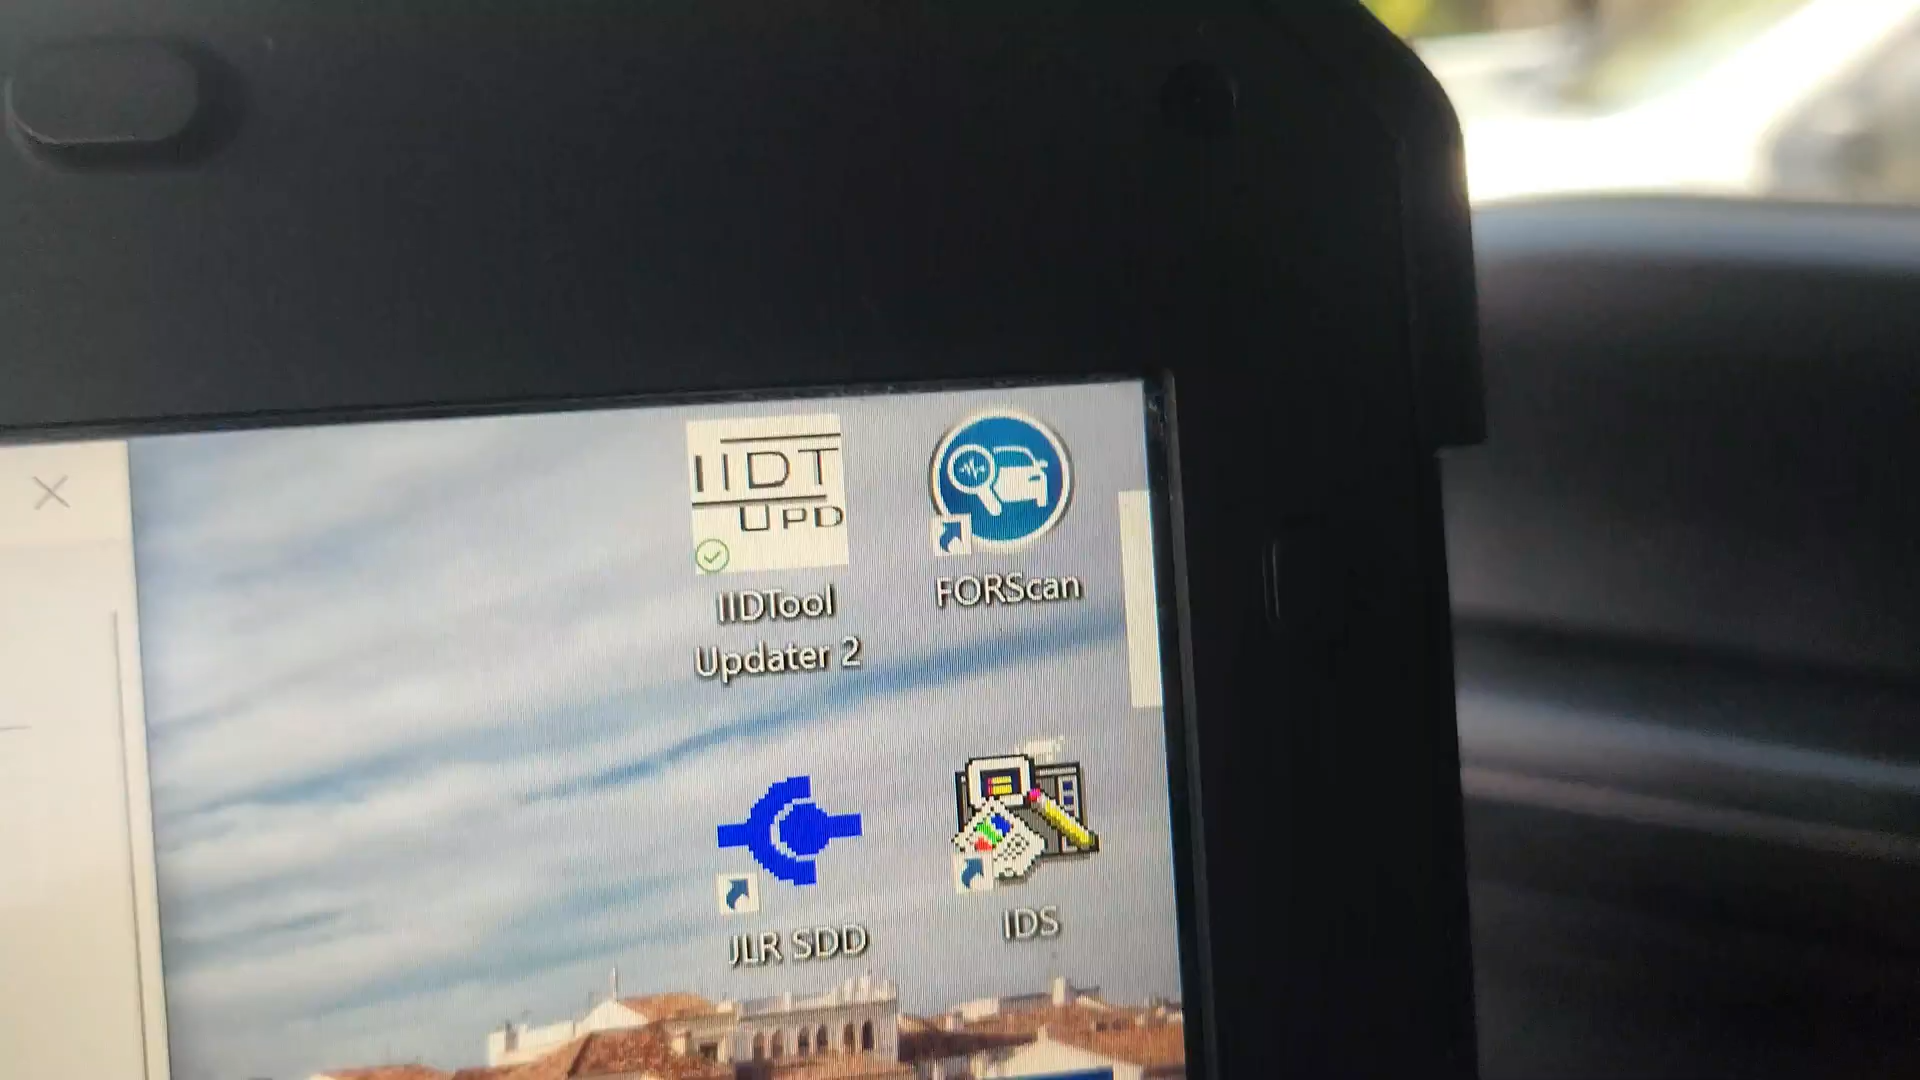 IIDT
UPD
IIDTool
Updater 2
FORScan
JLR SDD
IDS